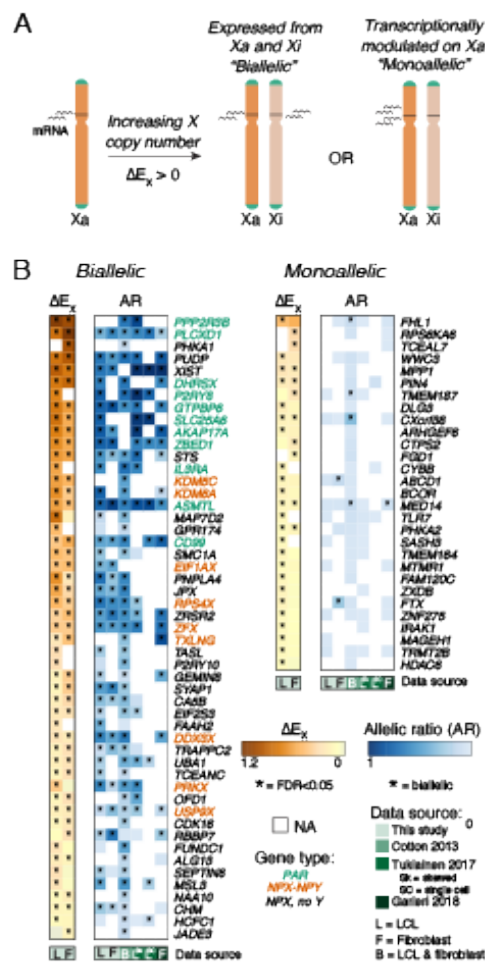 A
Expressed from
Xa and Xi
"Biallelic"
Transcriptionally
modulated on Xa
"Monoallelic"
mRNA
Increasing X
copy number
ΔEx > 0
OR
Xa
Xa Xi
Xa Xi
B
Biallelic
ΔEx AR
PPP2R3B
PLCXD1
PHKA1
PUDP
XIST
DHRSX
P2RY8
GTPBP6
SLC25A6
AKAP17A
ZBED1
STS
IL3RA
KDM5C
KDM6A
ASMTL
MAP7D2
GPR174
CD99
SMC1A
EIF1AX
PNPLA4
JPX
RPS4X
ZRSR2
ZFX
TXLNG
TASL
P2RY10
GEMIN8
SYAP1
CA5B
EIF2S3
FAAH2
DDX3X
TRAPPC2
UBA1
TCEANC
PRKX
OFD1
USP9X
CDK16
RBBP7
FUNDC1
ALG13
SEPTIN6
MSL3
NAA10
CHM
HCFC1
JADE3
L F L F B F Data source
Monoallelic
ΔEx AR
FHL1
RPS6KA6
TCEAL7
WWC3
MPP1
PIN4
TMEM187
DLG3
CXorf38
ARHGEF6
CTPS2
FGD1
CYBB
ABCD1
BCOR
MED14
TLR7
PHKA2
SASH3
TMEM164
MTMR1
FAM120C
ZXDB
FTX
ZNF275
IRAK1
MAGEH1
TRMT2B
HDAC8
L F L F B F Data source
ΔEx
1.2 0
* = FDR<0.05
Allelic ratio (AR)
1 0
* = biallelic
NA
Gene type:
PAR
NPX-NPY
NPX, no Y
Data source:
This study
Cotton 2013
Tukiainen 2017
SC = single cell
Garieri 2018
L = LCL
F = Fibroblast
B = LCL & fibroblast